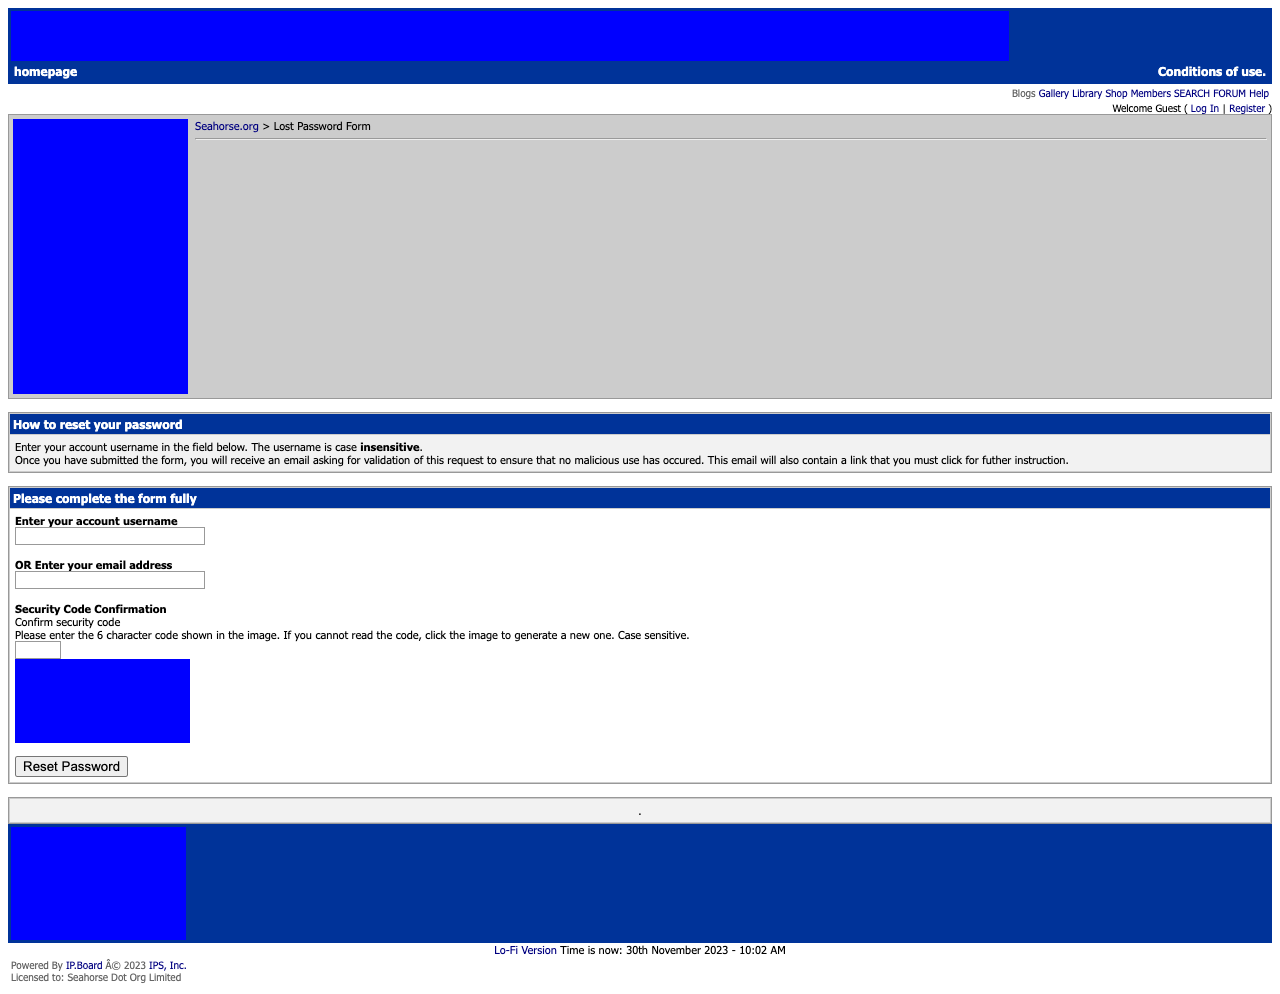 homepage
Conditions of use.
Blogs Gallery Library Shop Members SEARCH FORUM Help
Welcome Guest ( Log In | Register )
Seahorse.org > Lost Password Form
How to reset your password
Enter your account username in the field below. The username is case insensitive.
Once you have submitted the form, you will receive an email asking for validation of this request to ensure that no malicious use has occured. This email will also contain a link that you must click for futher instruction.
Please complete the form fully
Enter your account username
OR Enter your email address
Security Code Confirmation
Confirm security code
Please enter the 6 character code shown in the image. If you cannot read the code, click the image to generate a new one. Case sensitive.
Reset Password
.
Lo-Fi Version Time is now: 30th November 2023 - 10:02 AM
Powered By IP.Board Â© 2023 IPS, Inc.
Licensed to: Seahorse Dot Org Limited